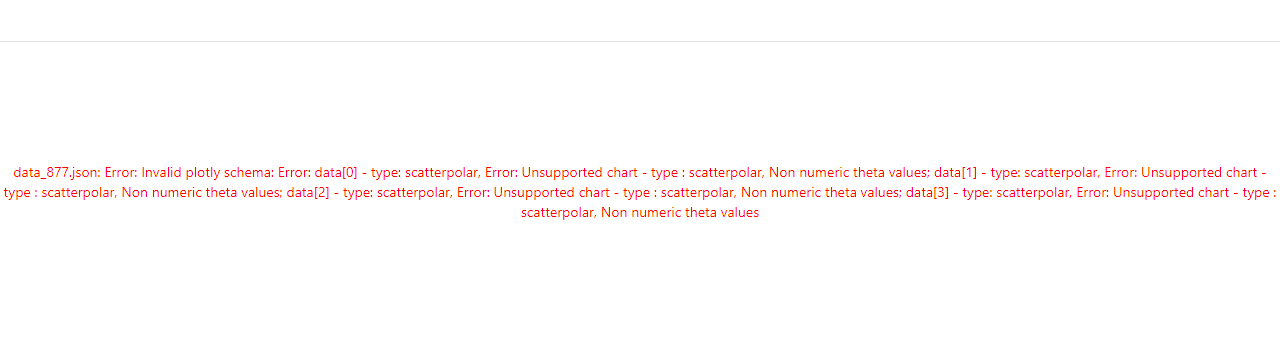 data_877.json: Error: Invalid plotly schema: Error: data[0] - type: scatterpolar, Error: Unsupported chart - type : scatterpolar, Non numeric theta values; data[1] - type: scatterpolar, Error: Unsupported chart -
type : scatterpolar, Non numeric theta values; data[2] - type: scatterpolar, Error: Unsupported chart - type : scatterpolar, Non numeric theta values; data[3] - type: scatterpolar, Error: Unsupported chart - type :
scatterpolar, Non numeric theta values